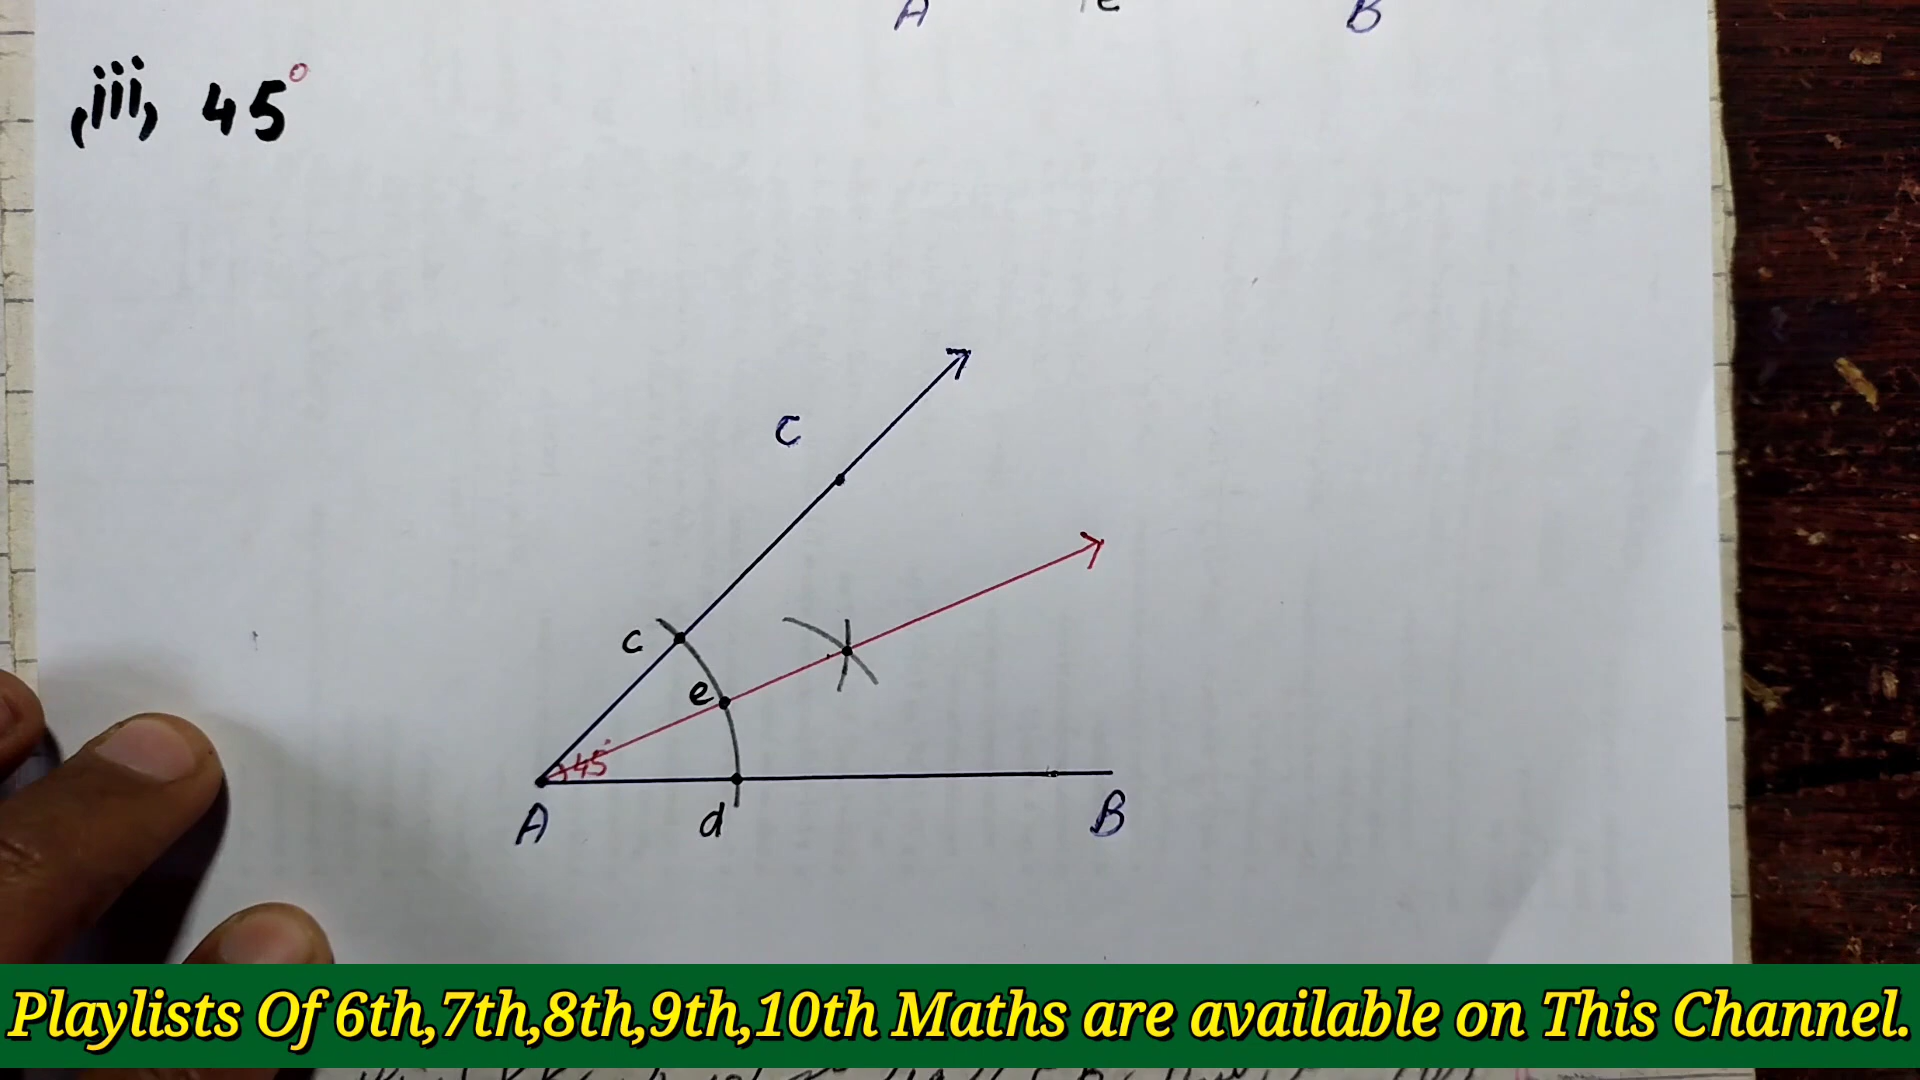 A e B
(iii) 45°
C
c
e
45°
A d B
Playlists Of 6th,7th,8th,9th,10th Maths are available on This Channel.